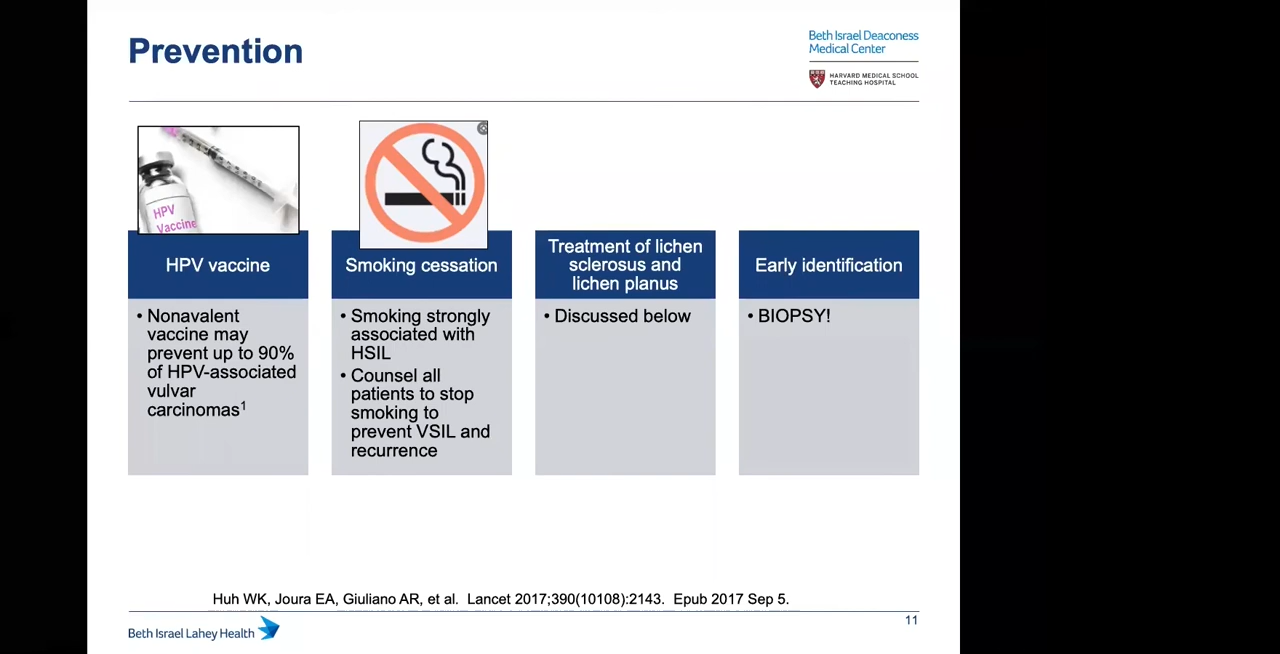 Prevention
Beth Israel Deaconess
Medical Center
HARVARD MEDICAL SCHOOL
TEACHING HOSPITAL
HPV
Vaccine
HPV vaccine
• Nonavalent
vaccine may
prevent up to 90%
of HPV-associated
vulvar
carcinomas1
Smoking cessation
• Smoking strongly
associated with
HSIL
• Counsel all
patients to stop
smoking to
prevent VSIL and
recurrence
Treatment of lichen
sclerosus and
lichen planus
• Discussed below
Early identification
• BIOPSY!
Huh WK, Joura EA, Giuliano AR, et al.  Lancet 2017;390(10108):2143.  Epub 2017 Sep 5.
Beth Israel Lahey Health
11